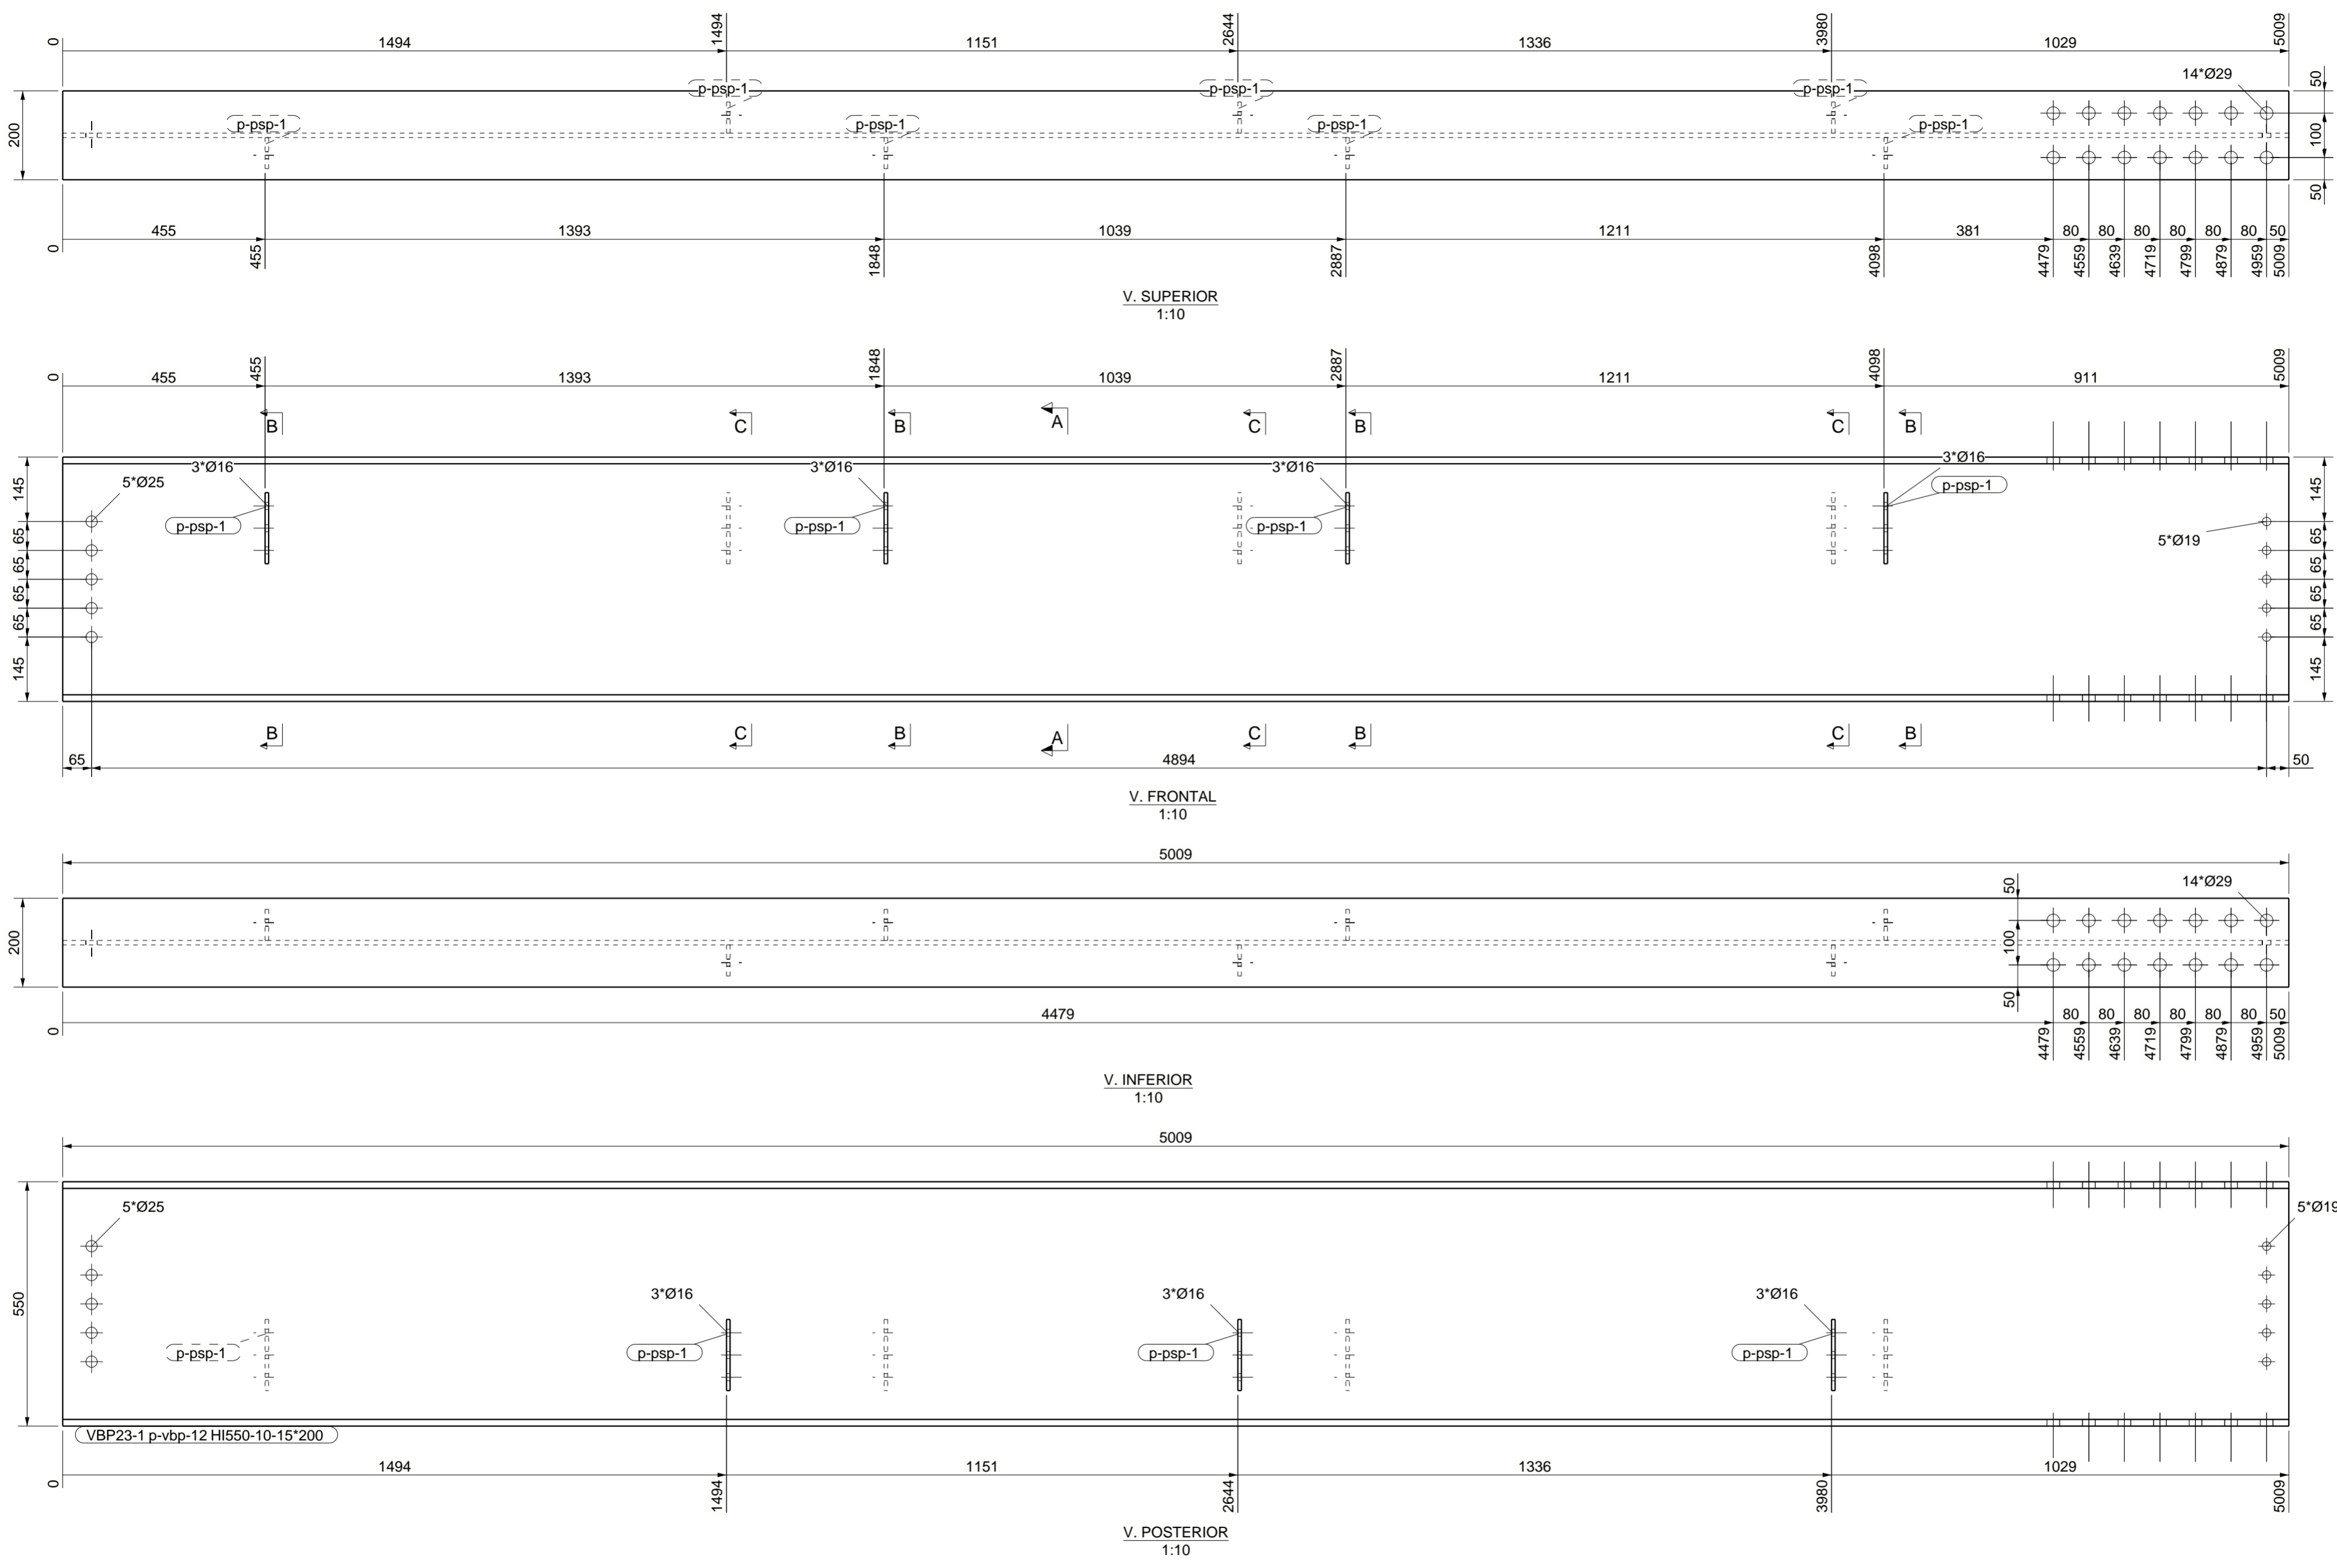 0
1494
1494
1151
2644
1336
3980
1029
5009
p-psp-1
p-psp-1
p-psp-1
14*Ø29
50
100
50
200
p-psp-1
p-psp-1
p-psp-1
p-psp-1
0
455
455
1393
1848
1039
2887
1211
4098
381
4479
80
4559
80
4639
80
4719
80
4799
80
4879
80
4959
50
5009
V. SUPERIOR
1:10
0
455
455
1393
1848
1039
2887
1211
4098
911
5009
B
C
B
A
C
B
C
B
3*Ø16
3*Ø16
3*Ø16
3*Ø16
5*Ø25
p-psp-1
p-psp-1
p-psp-1
p-psp-1
5*Ø19
145
65
65
65
65
145
145
65
65
65
65
145
B
C
B
A
C
B
C
B
65
4894
50
V. FRONTAL
1:10
5009
200
14*Ø29
50
100
50
0
4479
4479
80
4559
80
4639
80
4719
80
4799
80
4879
80
4959
50
5009
V. INFERIOR
1:10
5009
5*Ø25
5*Ø19
550
3*Ø16
3*Ø16
3*Ø16
p-psp-1
p-psp-1
p-psp-1
p-psp-1
VBP23-1 p-vbp-12 HI550-10-15*200
0
1494
1494
1151
2644
1336
3980
1029
5009
V. POSTERIOR
1:10